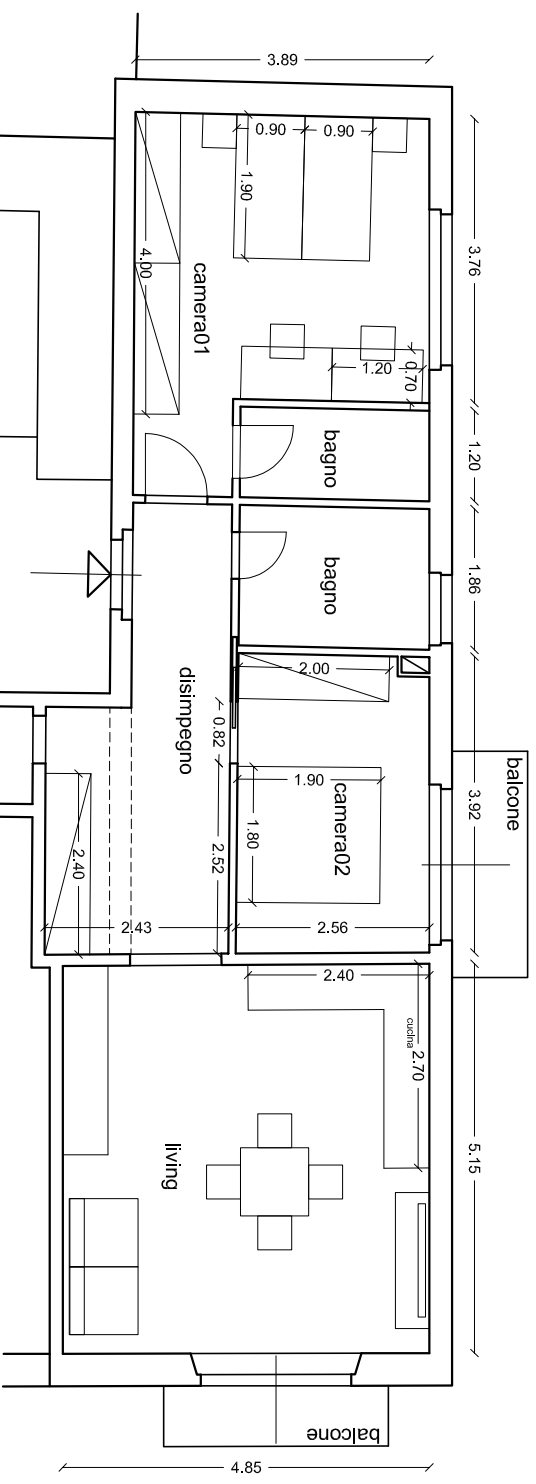 3.89
0.90
0.90
1.90
4.00
camera01
3.76
1.20
0.70
bagno
1.20
bagno
1.86
disimpegno
2.00
0.82
1.90
camera02
1.80
2.52
2.40
2.43
2.56
3.92
balcone
2.40
cucina
2.70
living
5.15
balcone
4.85